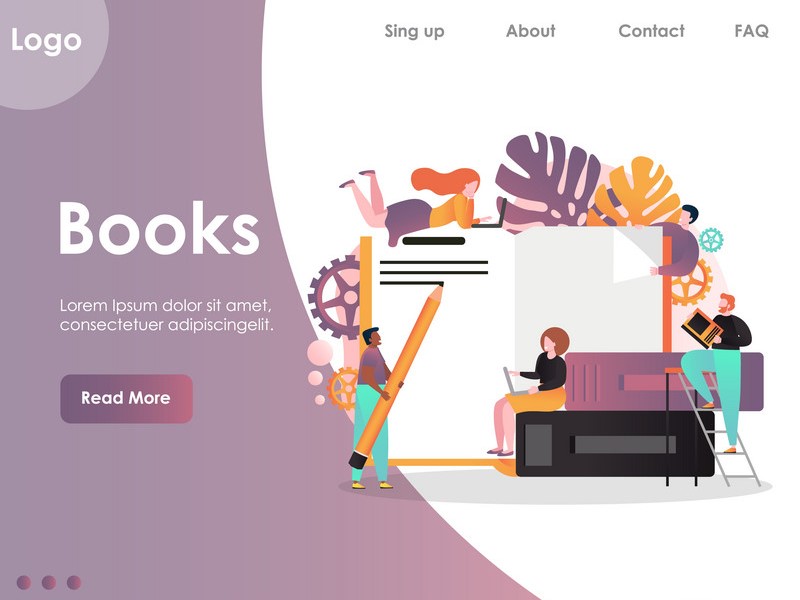 Logo
Sing up About Contact FAQ
Books
Lorem Ipsum dolor sit amet,
consectetuer adipiscingelit.
Read More